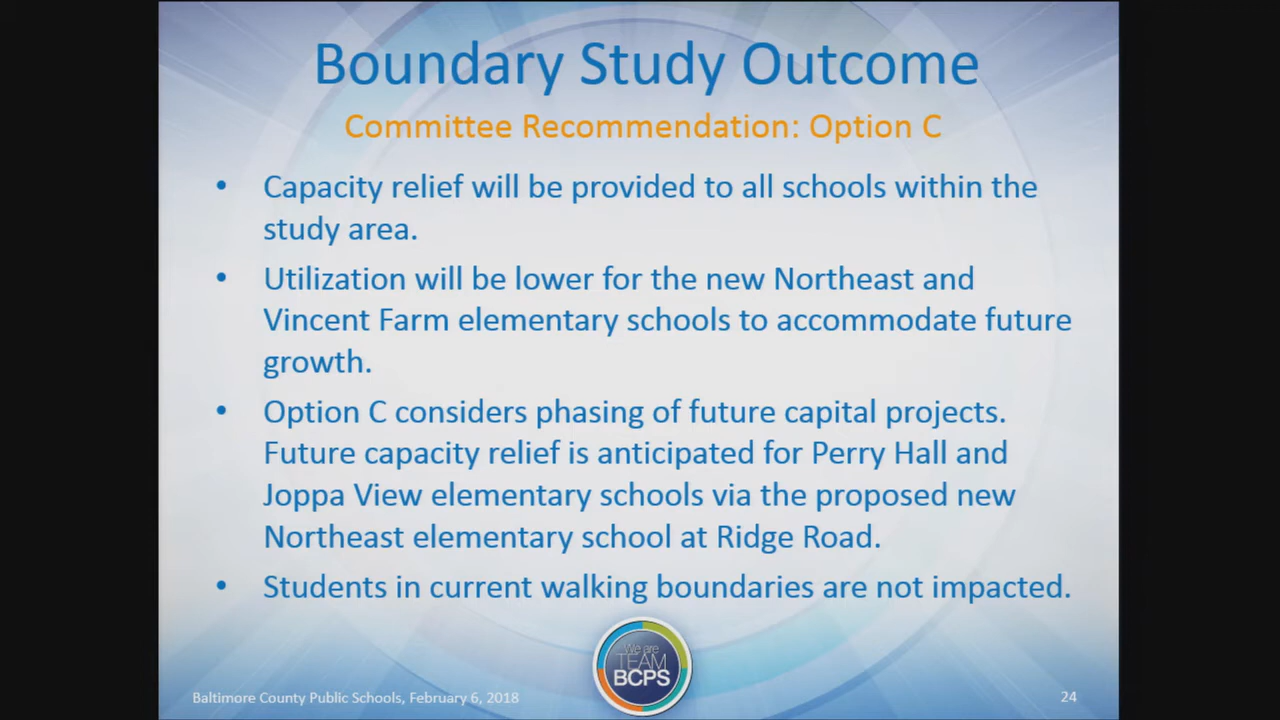 Boundary Study Outcome
Committee Recommendation: Option C
• Capacity relief will be provided to all schools within the
study area.
• Utilization will be lower for the new Northeast and
Vincent Farm elementary schools to accommodate future
growth.
• Option C considers phasing of future capital projects.
Future capacity relief is anticipated for Perry Hall and
Joppa View elementary schools via the proposed new
Northeast elementary school at Ridge Road.
• Students in current walking boundaries are not impacted.
We are
TEAM
BCPS
Baltimore County Public Schools, February 6, 2018
24